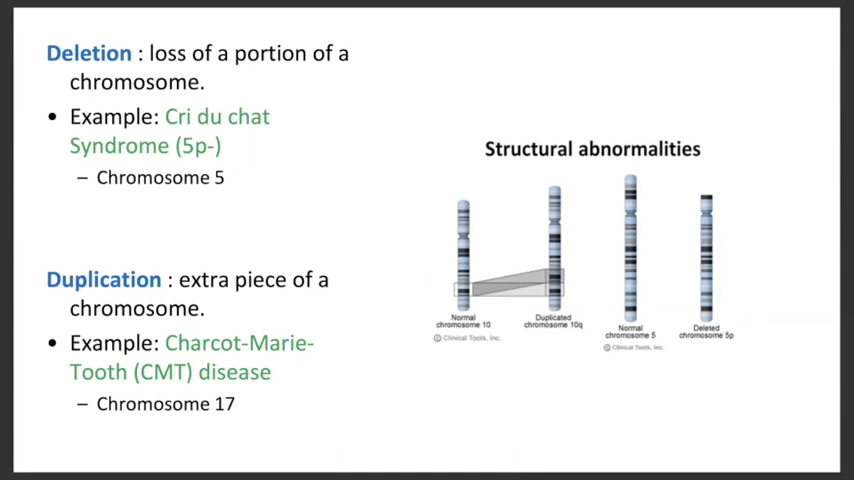 Deletion : loss of a portion of a
chromosome.
• Example: Cri du chat
Syndrome (5p-)
– Chromosome 5
Duplication : extra piece of a
chromosome.
• Example: Charcot-Marie-
Tooth (CMT) disease
– Chromosome 17
Structural abnormalities
Normal
chromosome 10
Duplicated
chromosome 10q
Normal
chromosome 5
Deleted
chromosome 5p
© Clinical Tools, Inc.
© Clinical Tools, Inc.